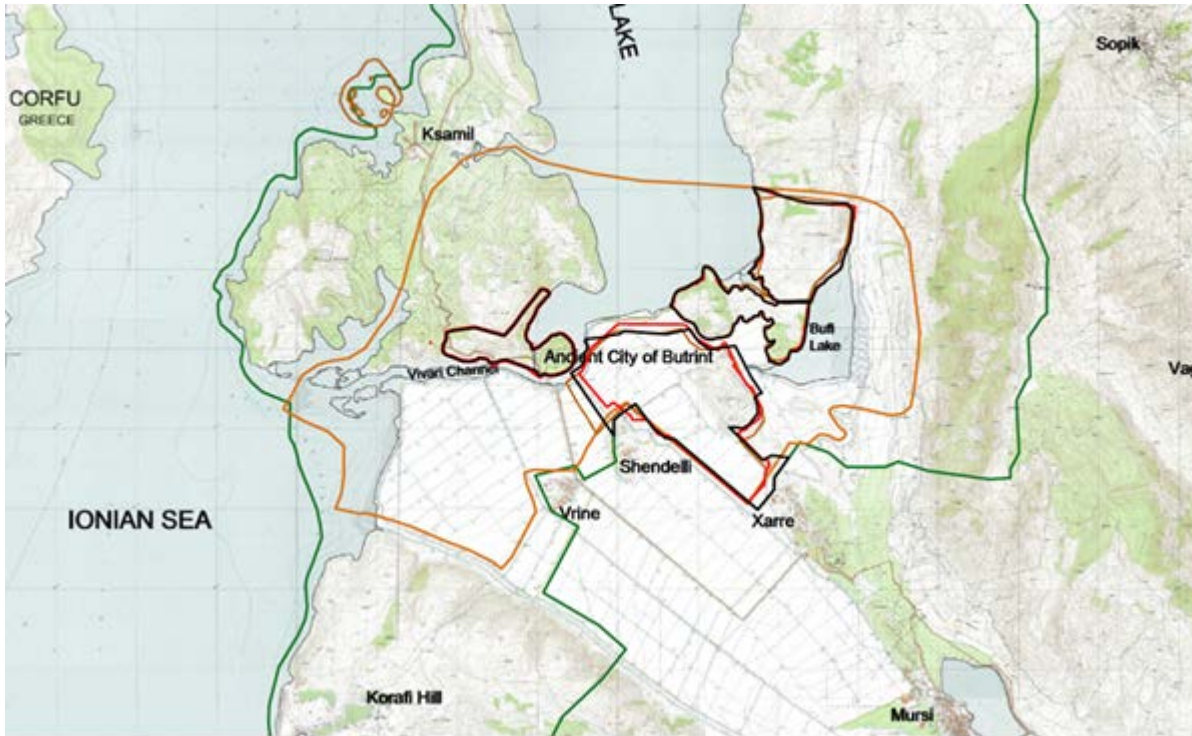 LAKE
Sopik
CORFU
GREECE
Ksamil
Bufi
Lake
Ancient City of Butrint
Vivari Channel
Vag
Shendelli
IONIAN SEA
Vrine
Xarre
Korafi Hill
Mursi